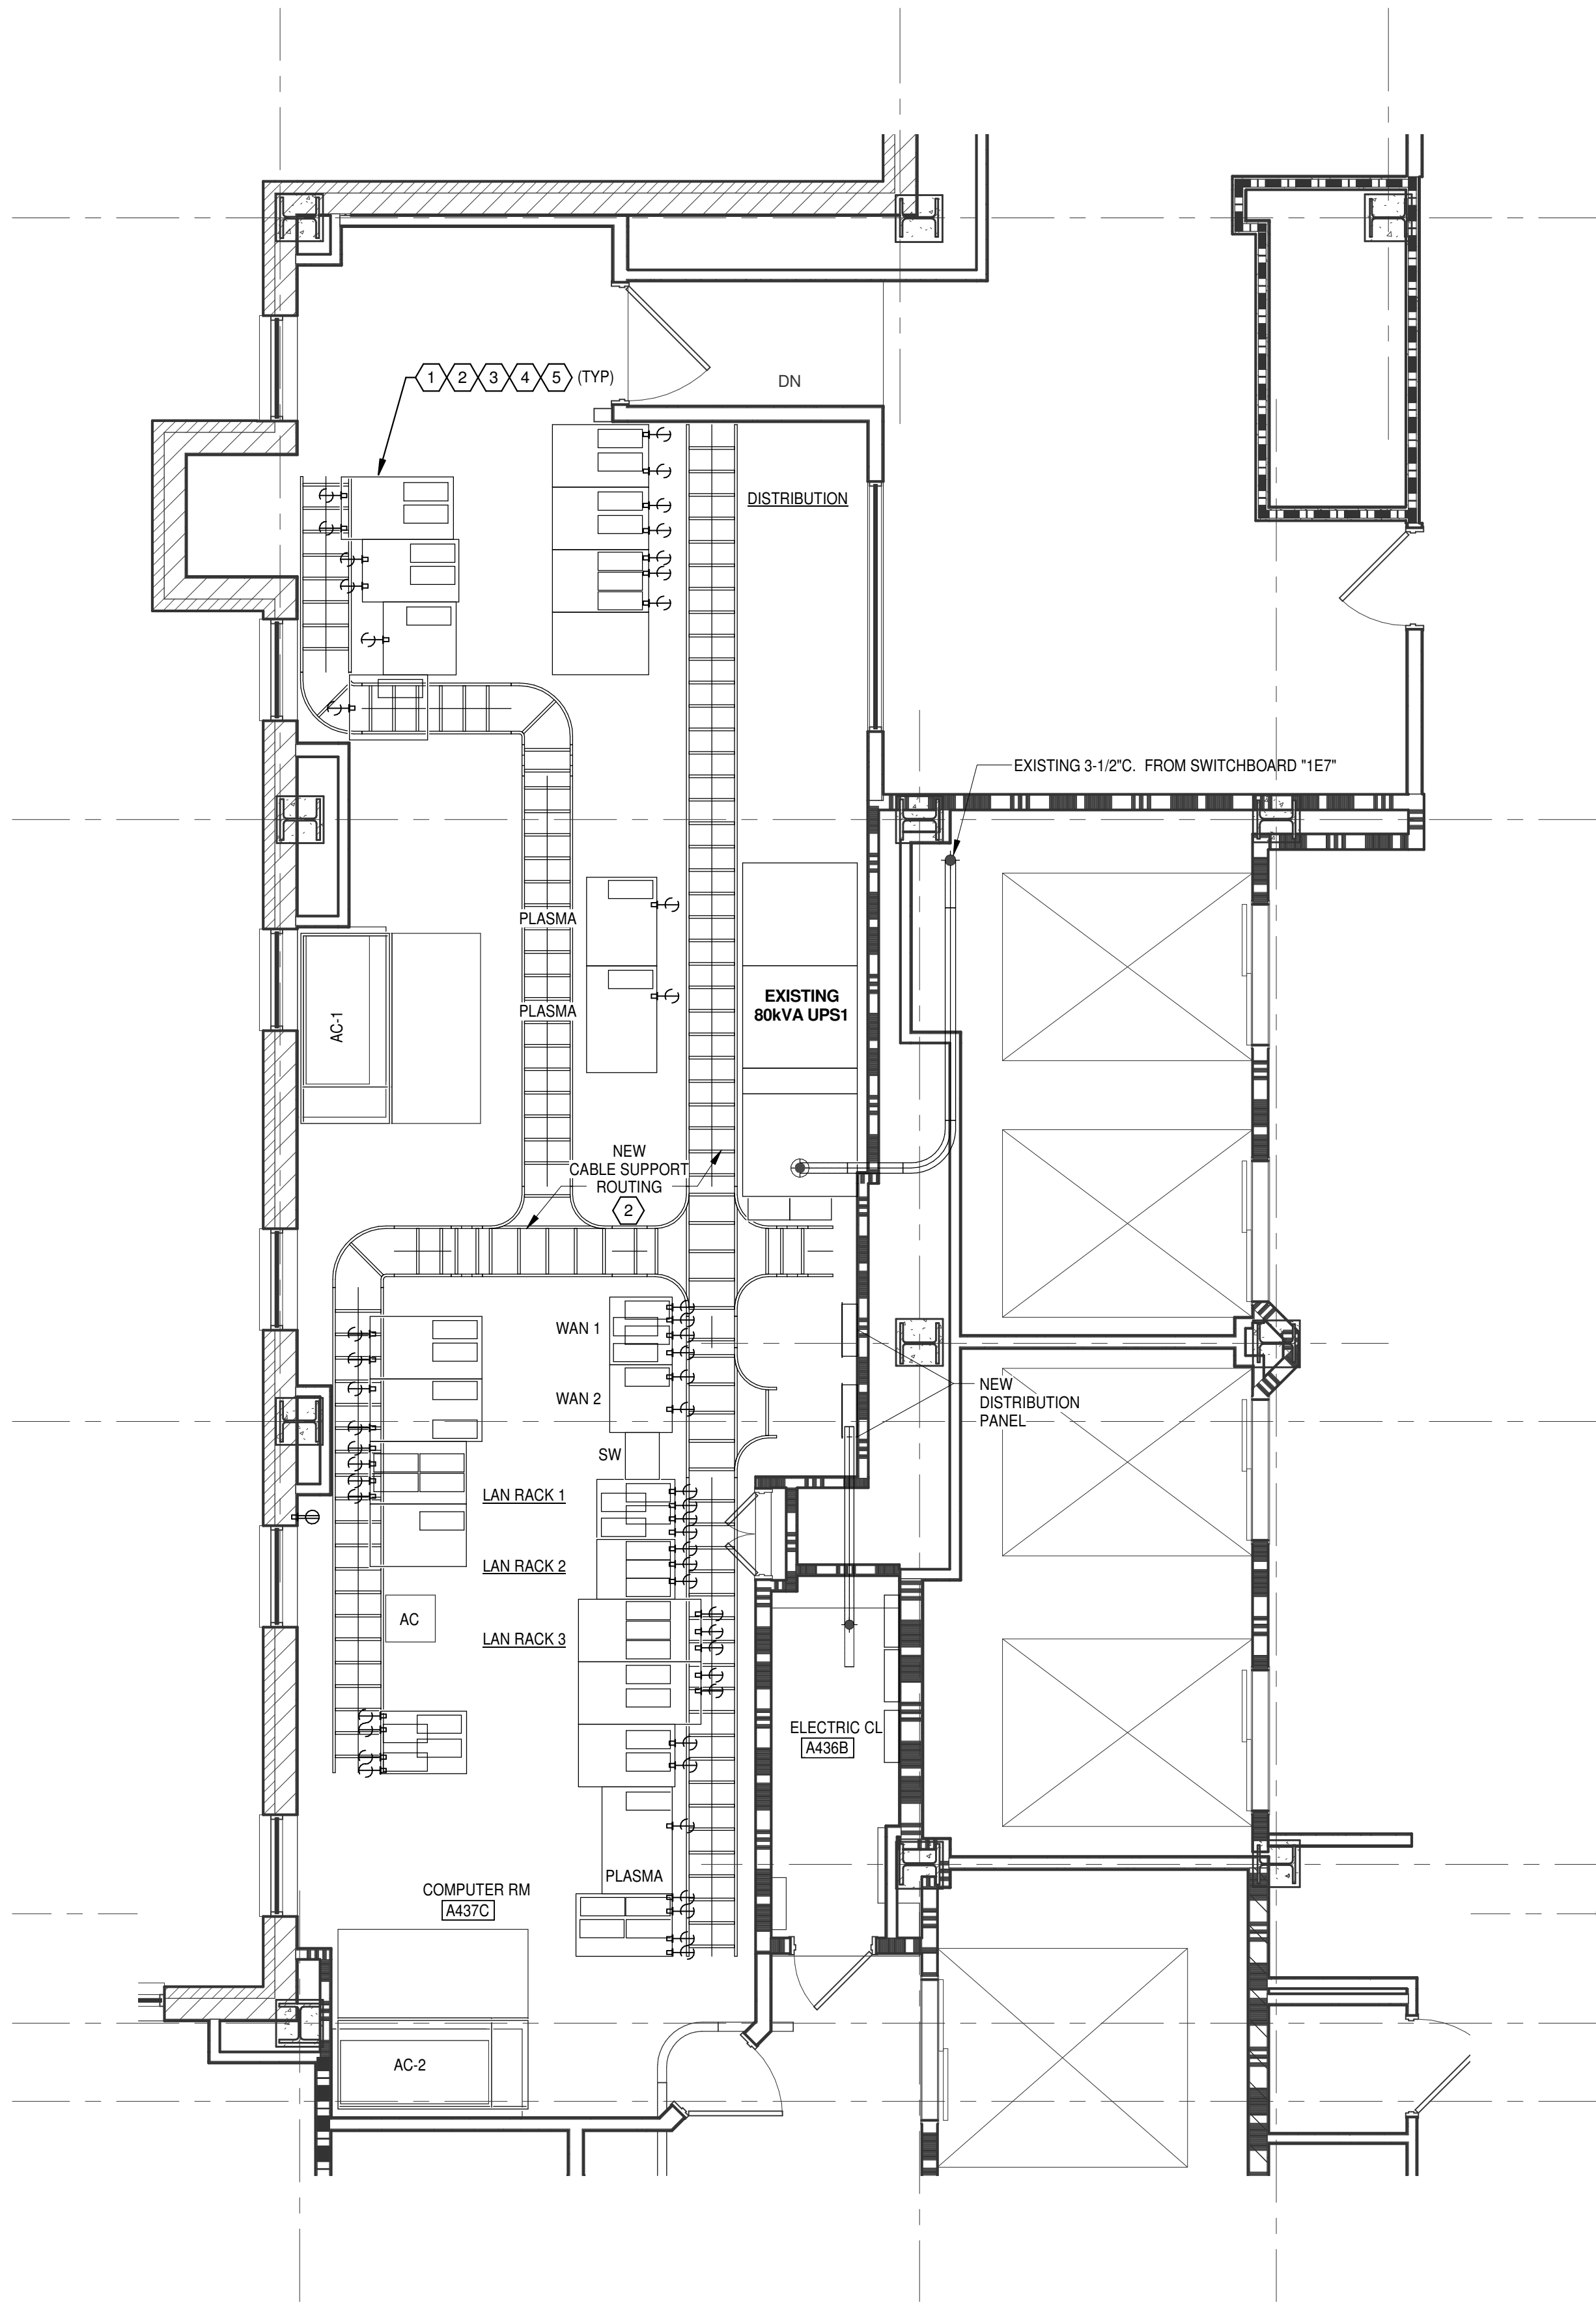 1 2 3 4 5 (TYP)
DN
DISTRIBUTION
EXISTING 3-1/2"C. FROM SWITCHBOARD "1E7"
PLASMA
EXISTING
80kVA UPS1
PLASMA
AC-1
NEW
CABLE SUPPORT
ROUTING
2
WAN 1
WAN 2
NEW
DISTRIBUTION
PANEL
SW
LAN RACK 1
LAN RACK 2
AC
LAN RACK 3
ELECTRIC CL
A436B
PLASMA
COMPUTER RM
A437C
AC-2